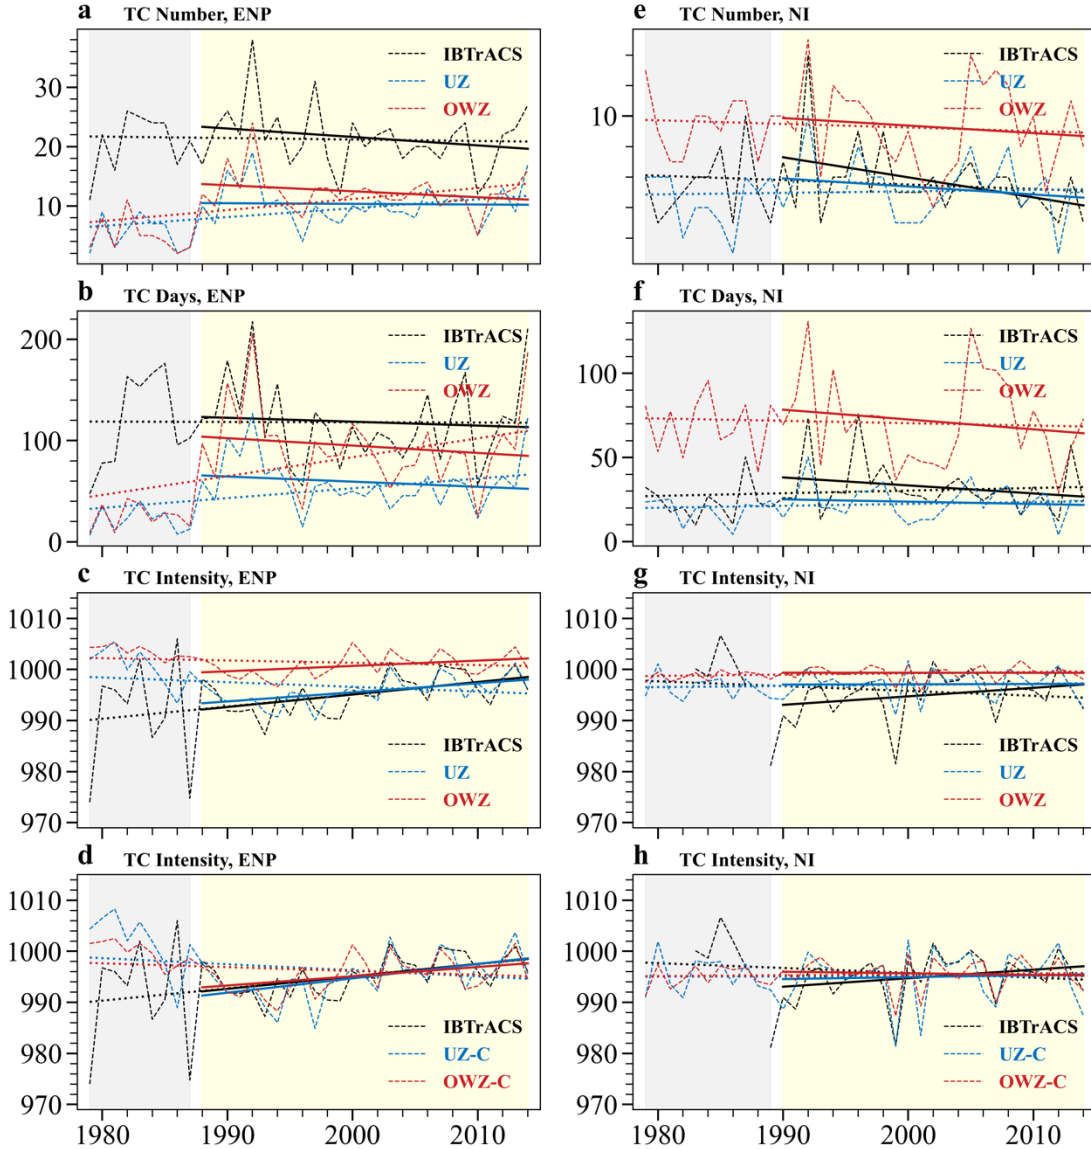 a TC Number, ENP
30
20
10
IBTrACS
UZ
OWZ
e TC Number, NI
10
IBTrACS
UZ
OWZ
b TC Days, ENP
200
100
0
IBTrACS
UZ
OWZ
f TC Days, NI
100
50
0
IBTrACS
UZ
OWZ
c TC Intensity, ENP
1010
1000
990
980
970
IBTrACS
UZ
OWZ
g TC Intensity, NI
1010
1000
990
980
970
IBTrACS
UZ
OWZ
d TC Intensity, ENP
1010
1000
990
980
970
IBTrACS
UZ-C
OWZ-C
1980 1990 2000 2010
h TC Intensity, NI
1010
1000
990
980
970
IBTrACS
UZ-C
OWZ-C
1980 1990 2000 2010